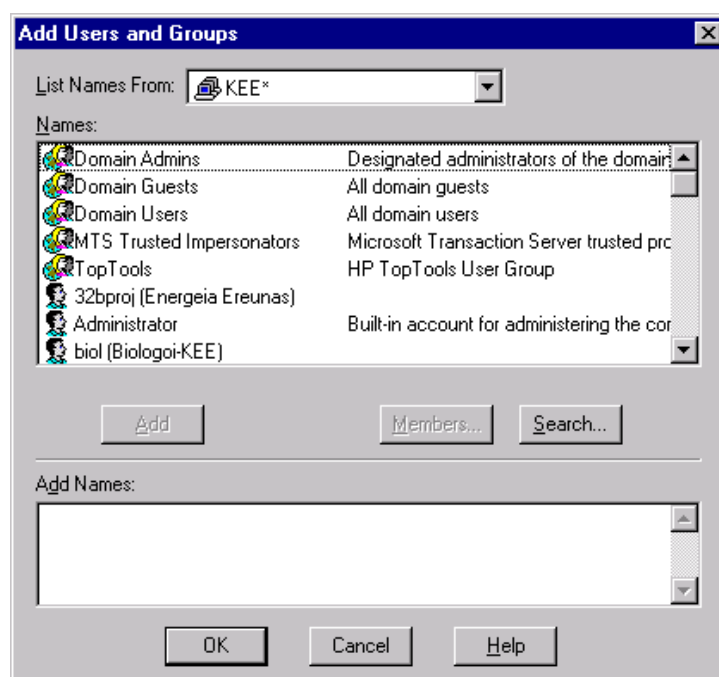 Add Users and Groups
List Names From: KEE*
Names:
Domain Admins Designated administrators of the domain
Domain Guests All domain guests
Domain Users All domain users
MTS Trusted Impersonators Microsoft Transaction Server trusted prc
TopTools HP TopTools User Group
32bproj (Energeia Ereunas)
Administrator Built-in account for administering the cor
biol (Biologoi-KEE)
Add Members... Search...
Add Names:
OK Cancel Help